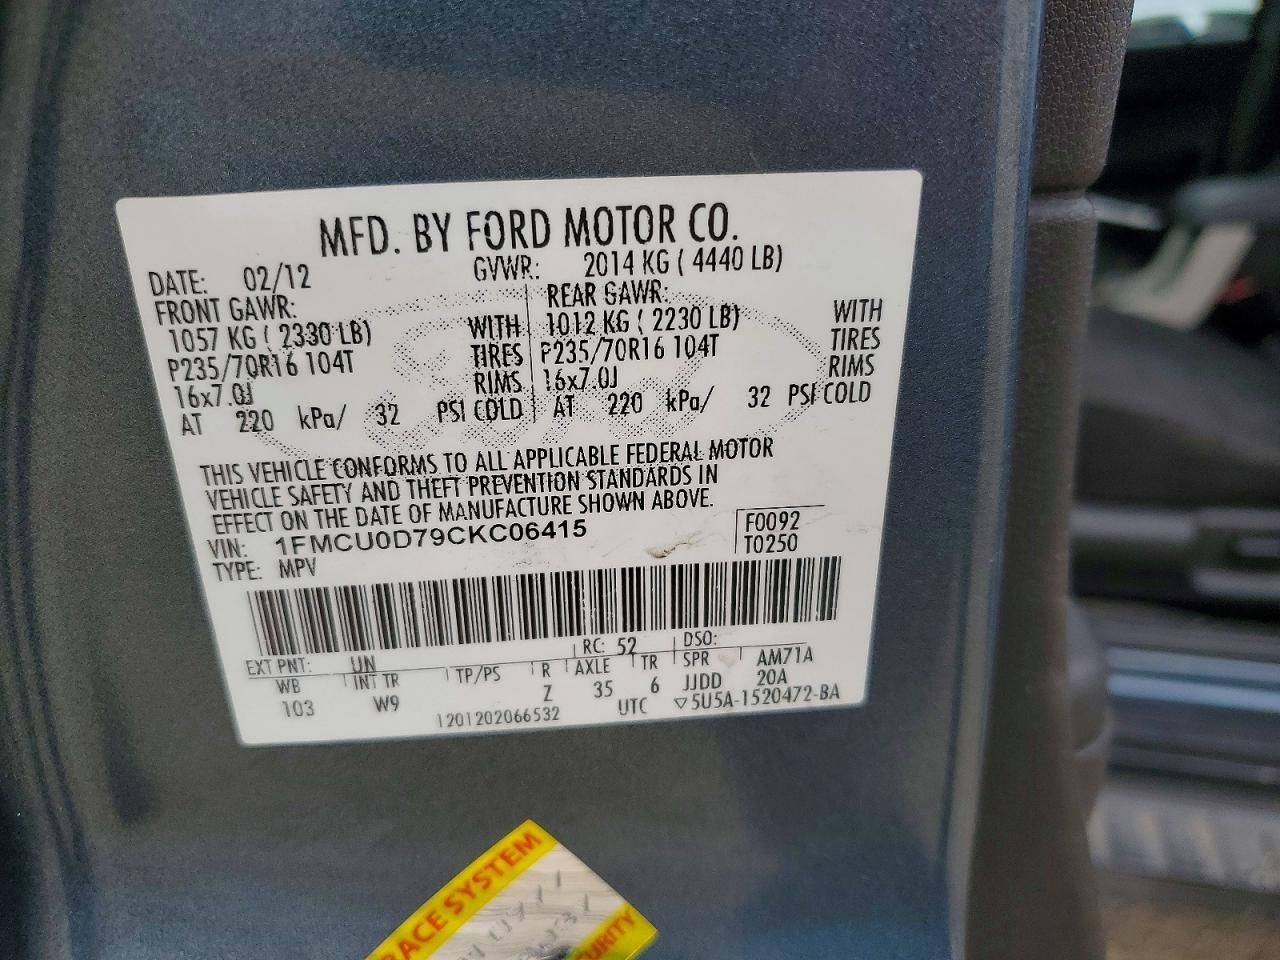 MFD. BY FORD MOTOR CO.
DATE: 02/12 GVWR: 2014 KG ( 4440 LB)
FRONT GAWR: REAR GAWR:
1057 KG ( 2330 LB) WITH 1012 KG ( 2230 LB) WITH
P235/70R16 104T TIRES P235/70R16 104T TIRES
16x7.0J RIMS 16x7.0J RIMS
AT 220 kPa/ 32 PSI COLD AT 220 kPa/ 32 PSI COLD
THIS VEHICLE CONFORMS TO ALL APPLICABLE FEDERAL MOTOR
VEHICLE SAFETY AND THEFT PREVENTION STANDARDS IN
EFFECT ON THE DATE OF MANUFACTURE SHOWN ABOVE.
VIN: 1FMCU0D79CKC06415 F0092
TYPE: MPV T0250
RC: 52 DSO:
EXT PNT: UN
WB INT TR TP/PS R AXLE TR SPR AM71A
103 W9 Z 35 6 JJDD 20A
1201202066532 UTC ▽5U5A-1520472-BA
RACE SYSTEM
CURITY